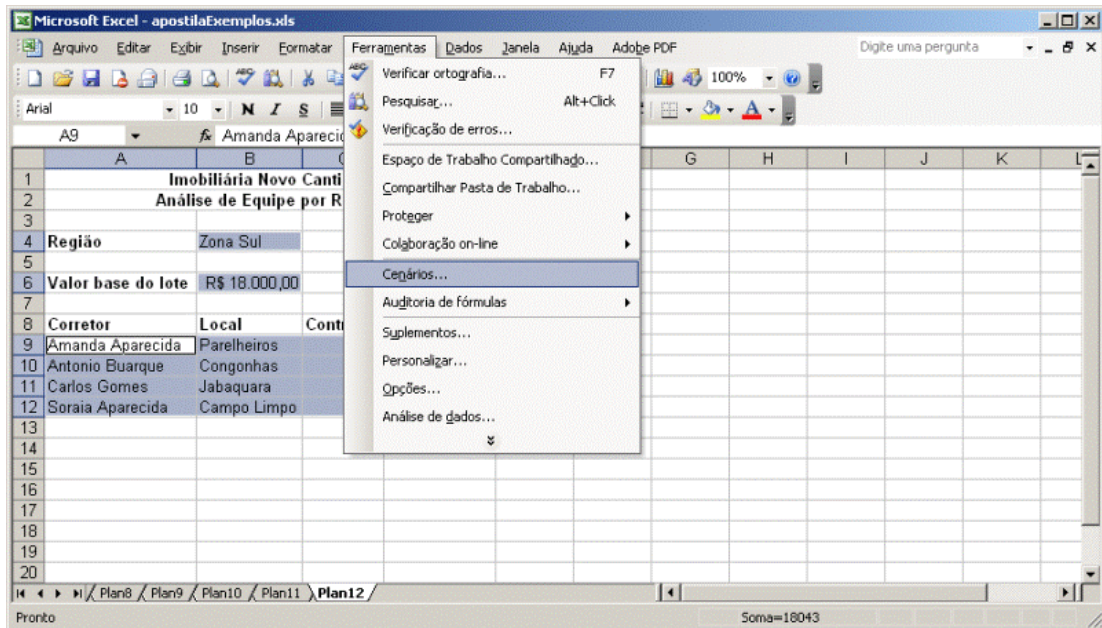 Microsoft Excel - apostilaExemplos.xls
Arquivo Editar Exibir Inserir Formatar Ferramentas Dados Janela Ajuda Adobe PDF Digite uma pergunta
100%
Arial 10 N I S
A9 fx Amanda Aparecid
A B G H I J K L
1 Imobiliária Novo Canti
2 Análise de Equipe por R
3
4 Região Zona Sul
5
6 Valor base do lote R$ 18.000,00
7
8 Corretor Local Cont
9 Amanda Aparecida Parelheiros
10 Antonio Buarque Congonhas
11 Carlos Gomes Jabaquara
12 Soraia Aparecida Campo Limpo
13
14
15
16
17
18
19
20
Verificar ortografia... F7
Pesquisar... Alt+Click
Verificação de erros...
Espaço de Trabalho Compartilhado...
Compartilhar Pasta de Trabalho...
Proteger
Colaboração on-line
Cenários...
Auditoria de fórmulas
Suplementos...
Personalizar...
Opções...
Análise de dados...
Plan8 Plan9 Plan10 Plan11 Plan12
Pronto Soma=18043